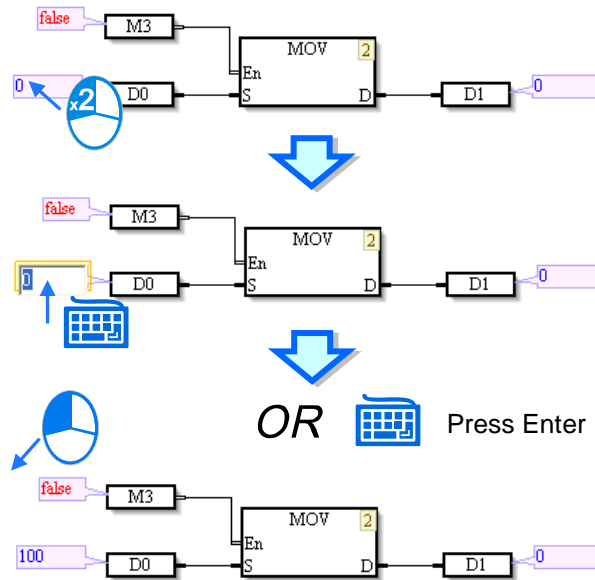 false
M3
MOV 2
En
0 x2 D0 S D D1 0
false
M3
MOV 2
En
0 D0 S D D1 0
OR Press Enter
false
M3
MOV 2
En
100 D0 S D D1 0